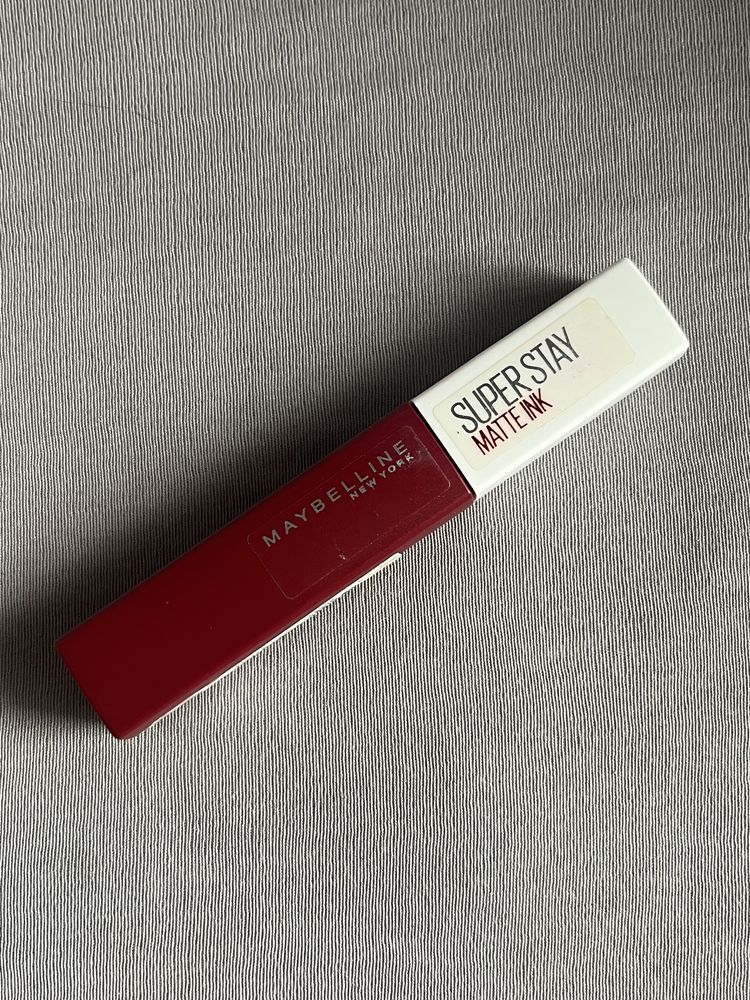 SUPER STAY
MATTE INK
MAYBELLINE
NEW YORK